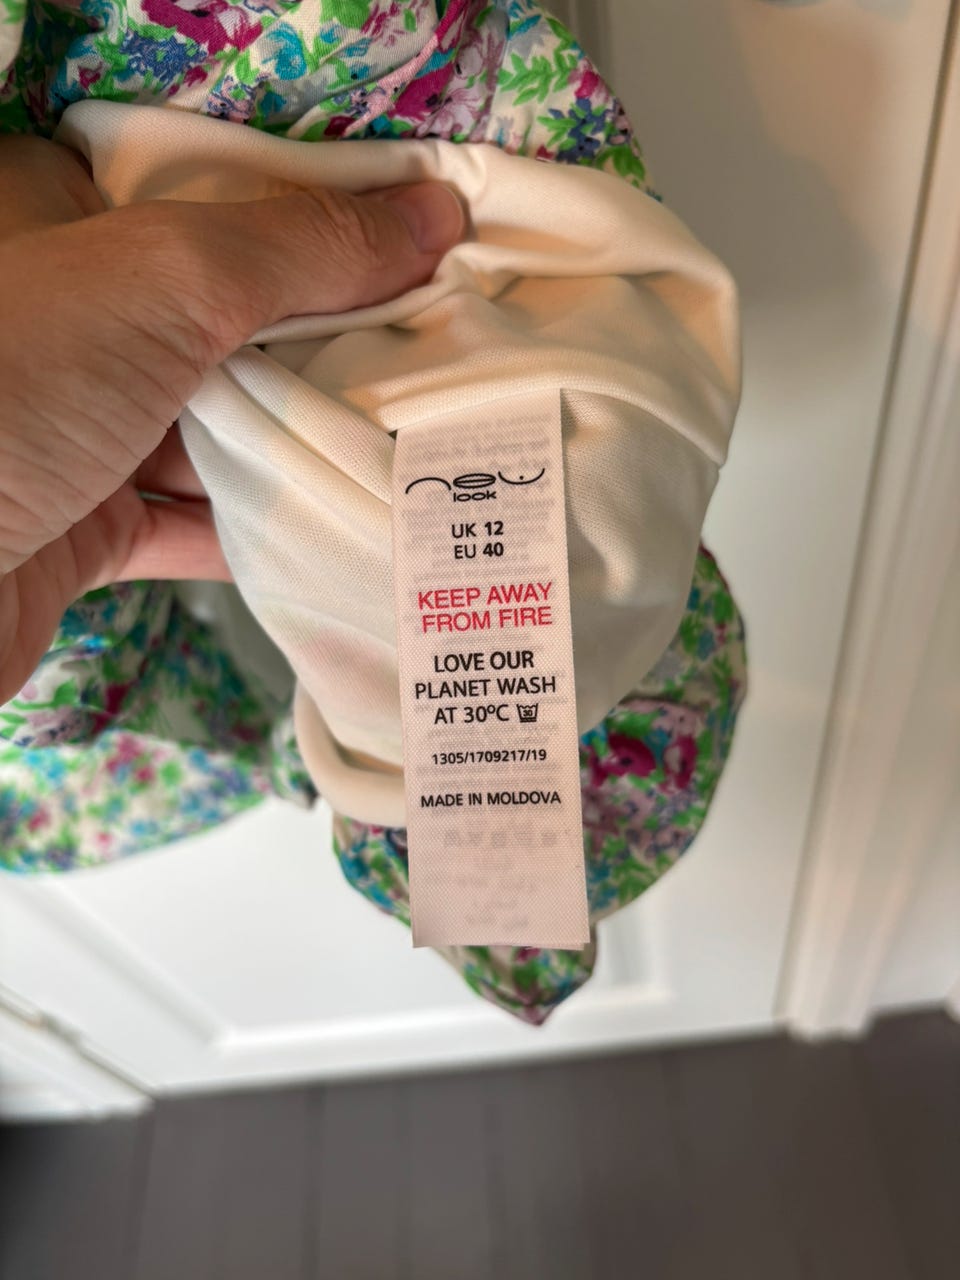 new
look
UK 12
EU 40
KEEP AWAY
FROM FIRE
LOVE OUR
PLANET WASH
AT 30ºC 30
1305/1709217/19
MADE IN MOLDOVA